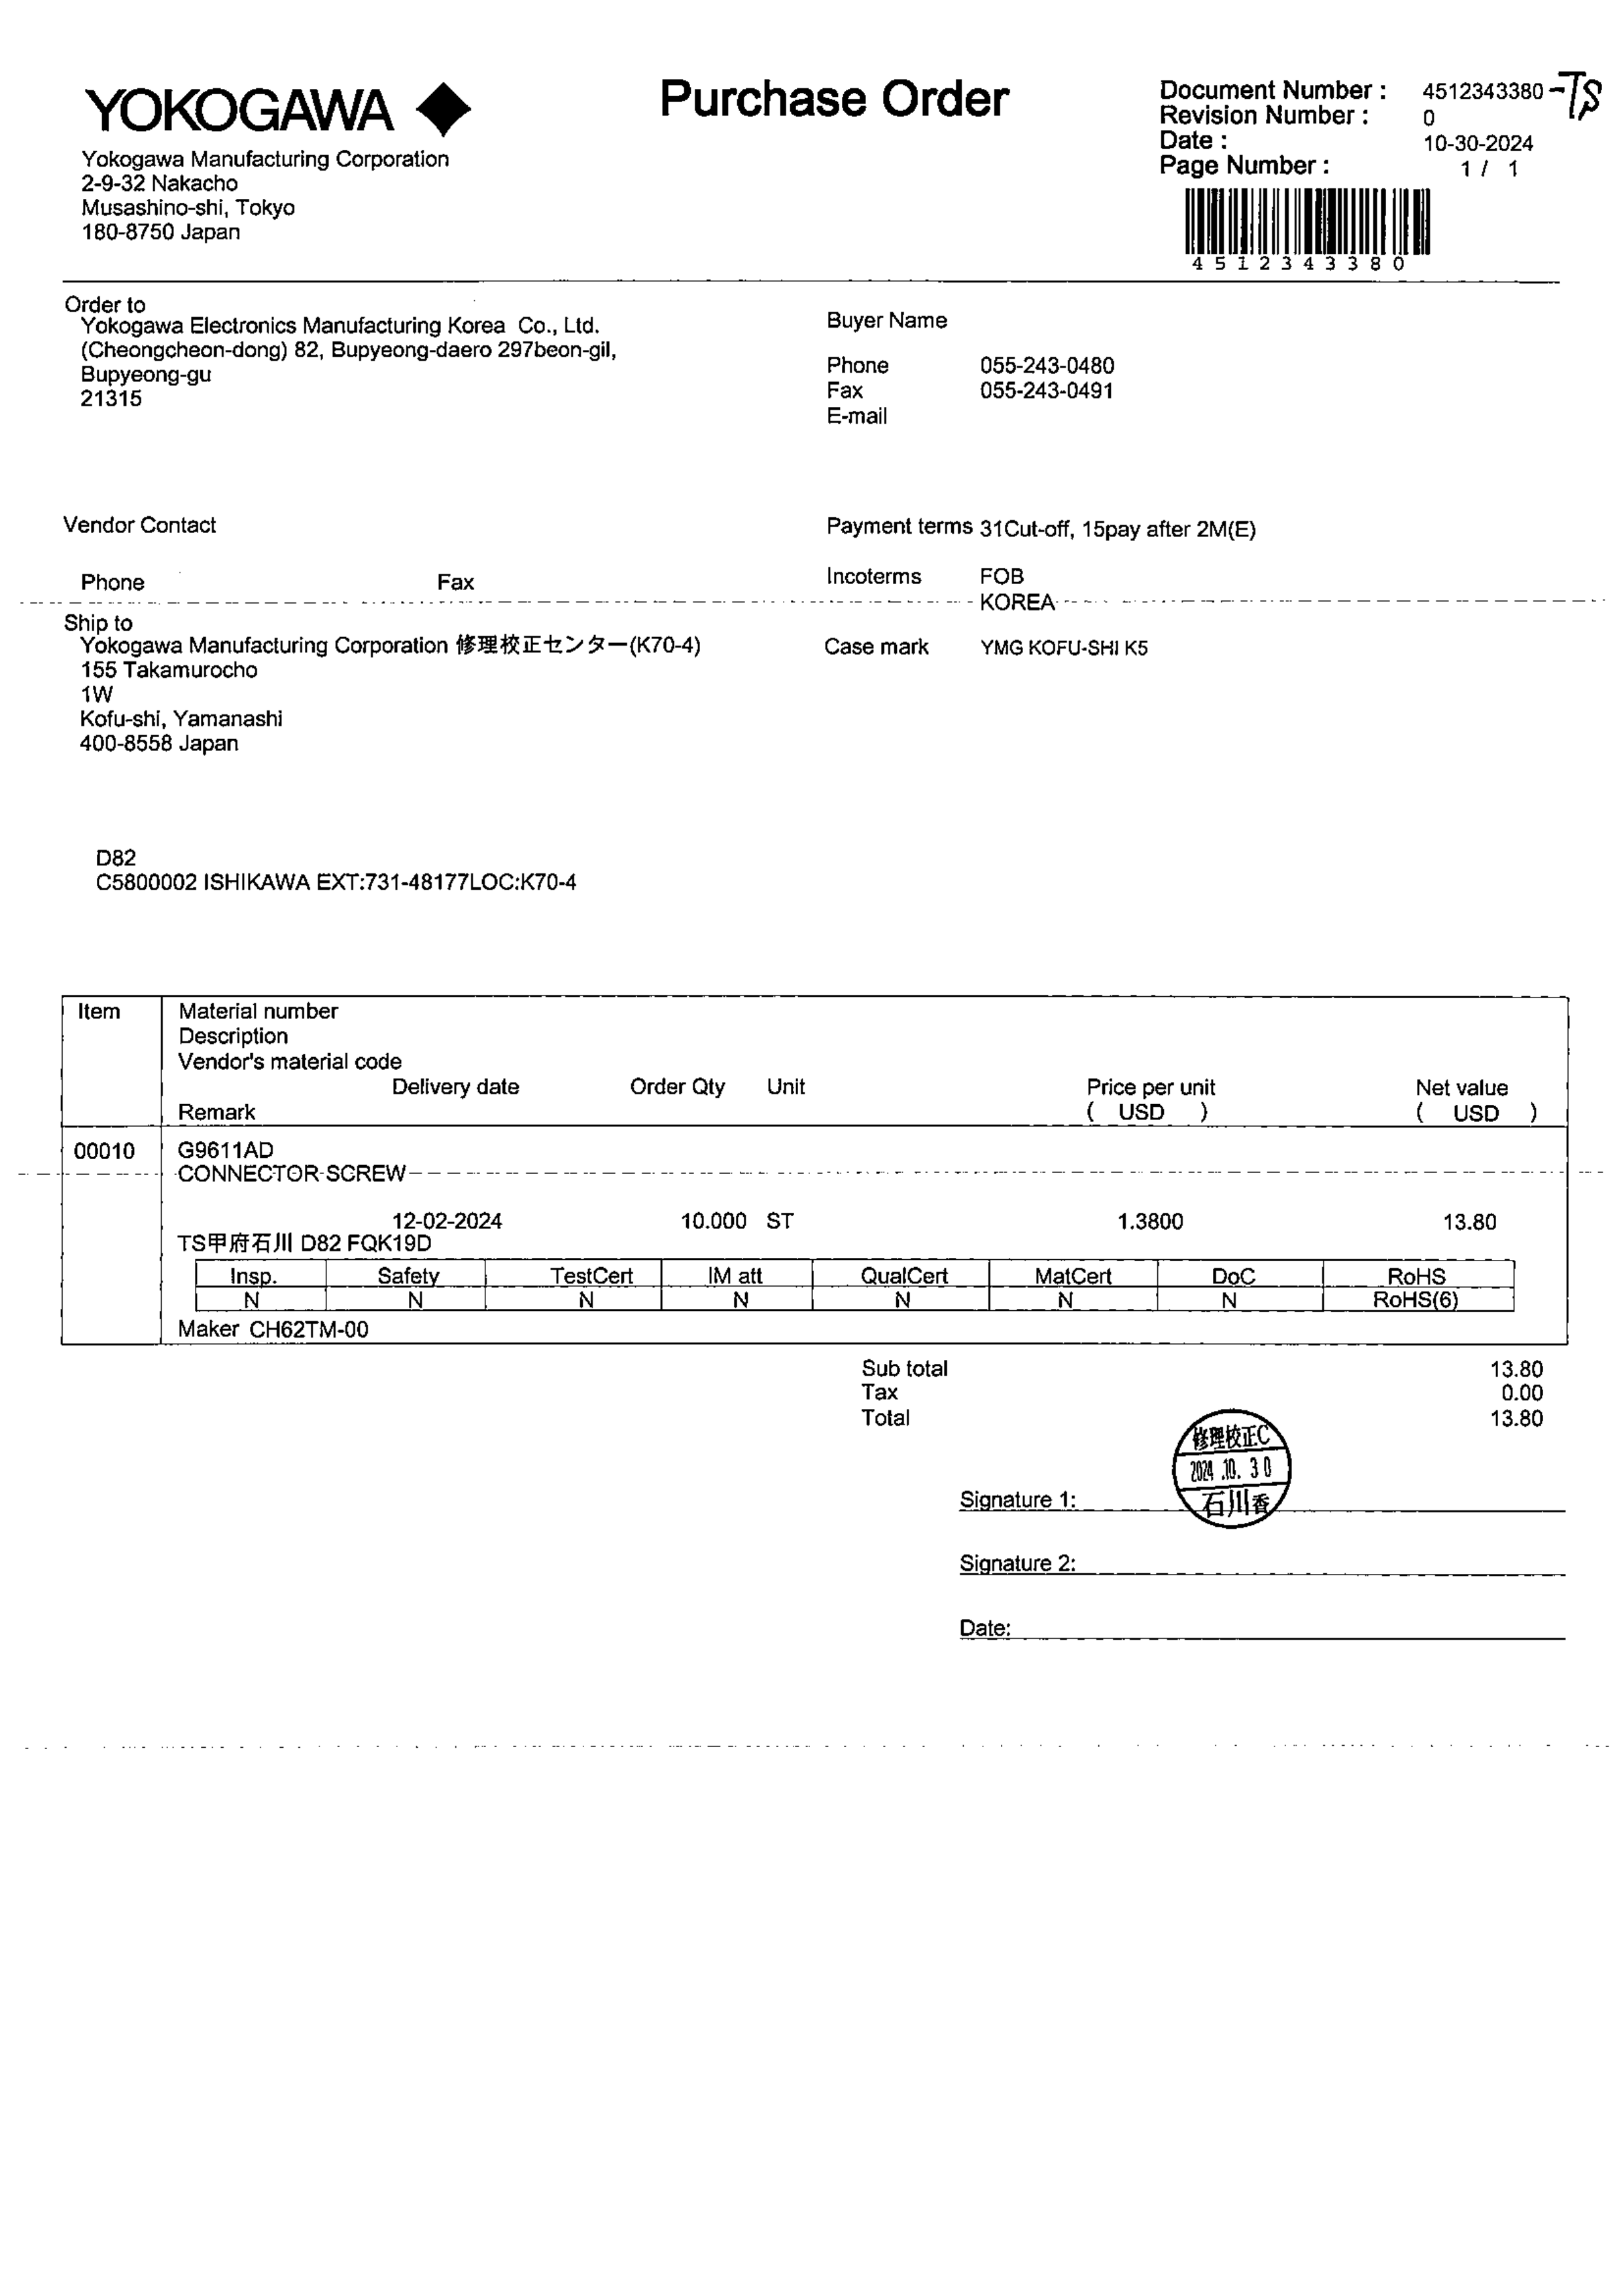 YOKOGAWA
Purchase Order
Document Number : 4512343380 -TS
Revision Number : 0
Date : 10-30-2024
Page Number : 1 / 1
4512343380
Yokogawa Manufacturing Corporation
2-9-32 Nakacho
Musashino-shi, Tokyo
180-8750 Japan
Order to
Yokogawa Electronics Manufacturing Korea Co., Ltd.
(Cheongcheon-dong) 82, Bupyeong-daero 297beon-gil,
Bupyeong-gu
21315
Buyer Name
Phone 055-243-0480
Fax 055-243-0491
E-mail
Vendor Contact
Phone Fax
Payment terms 31Cut-off, 15pay after 2M(E)
Incoterms FOB
KOREA
Ship to
Yokogawa Manufacturing Corporation 修理校正センター(K70-4)
155 Takamurocho
1W
Kofu-shi, Yamanashi
400-8558 Japan
Case mark YMG KOFU-SHI K5
D82
C5800002 ISHIKAWA EXT:731-48177LOC:K70-4
Item Material number
Description
Vendor's material code
Delivery date Order Qty Unit Price per unit Net value
Remark ( USD ) ( USD )
00010 G9611AD
CONNECTOR SCREW
12-02-2024 10.000 ST 1.3800 13.80
TS甲府石川 D82 FQK19D
Insp. Safety TestCert IM att QualCert MatCert DoC RoHS
N N N N N N N RoHS(6)
Maker CH62TM-00
Sub total 13.80
Tax 0.00
Total 13.80
修理校正C
2024.10.30
石川香
Signature 1:
Signature 2:
Date: